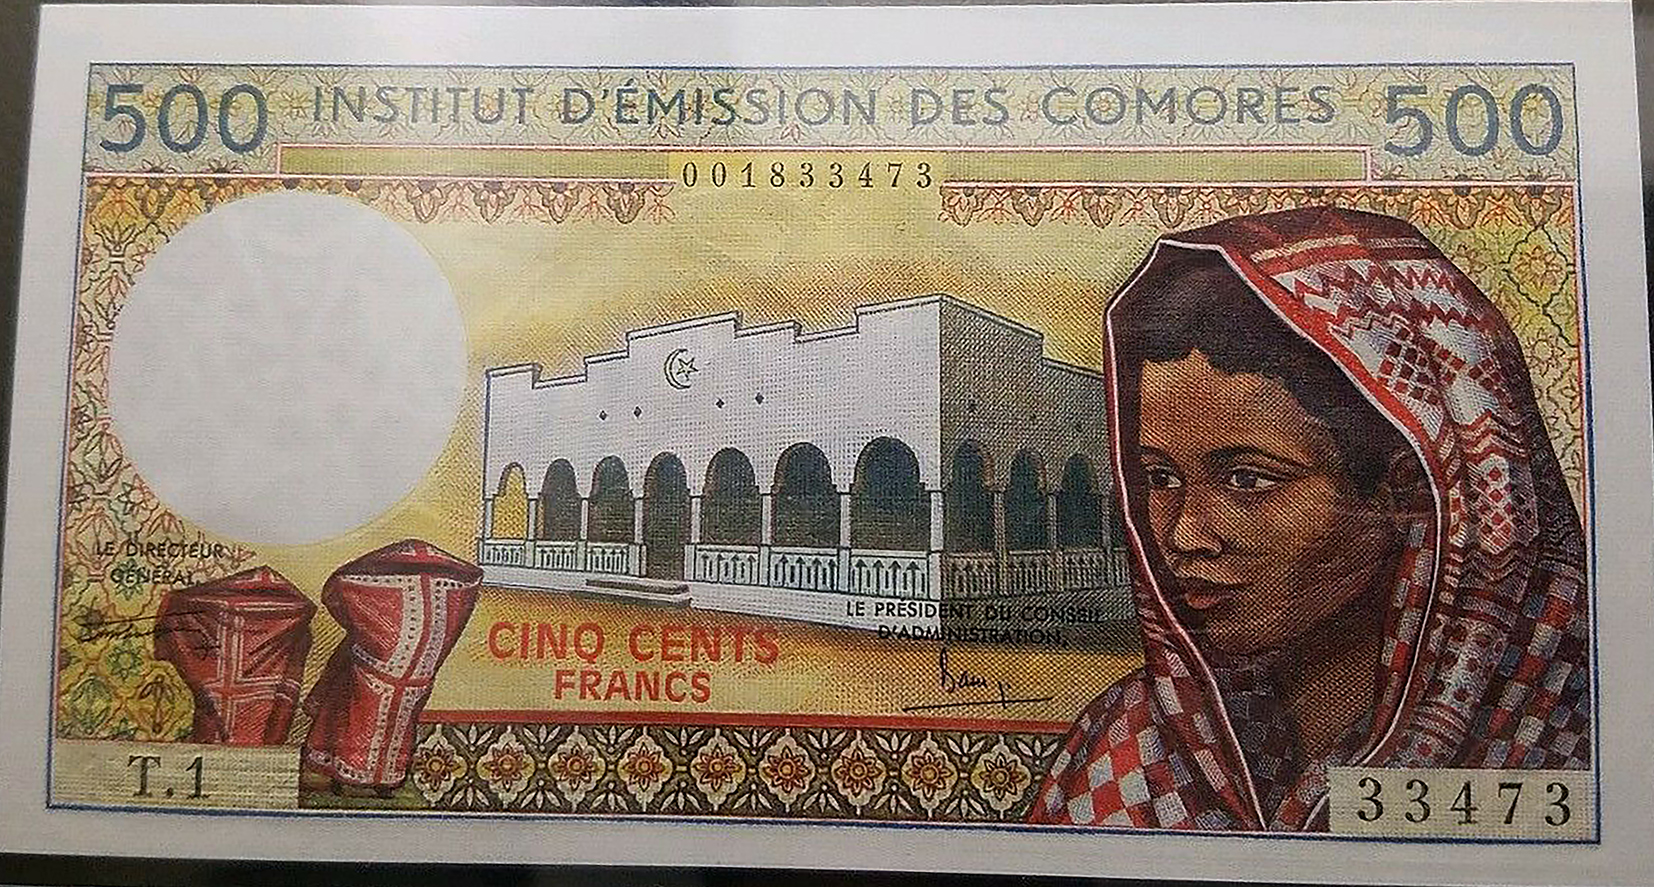 500 INSTITUT D'ÉMISSION DES COMORES 500
001833473
LE DIRECTEUR
GÉNÉRAL,
LE PRÉSIDENT DU CONSEIL
D'ADMINISTRATION,
CINQ CENTS
FRANCS
T.1
33473